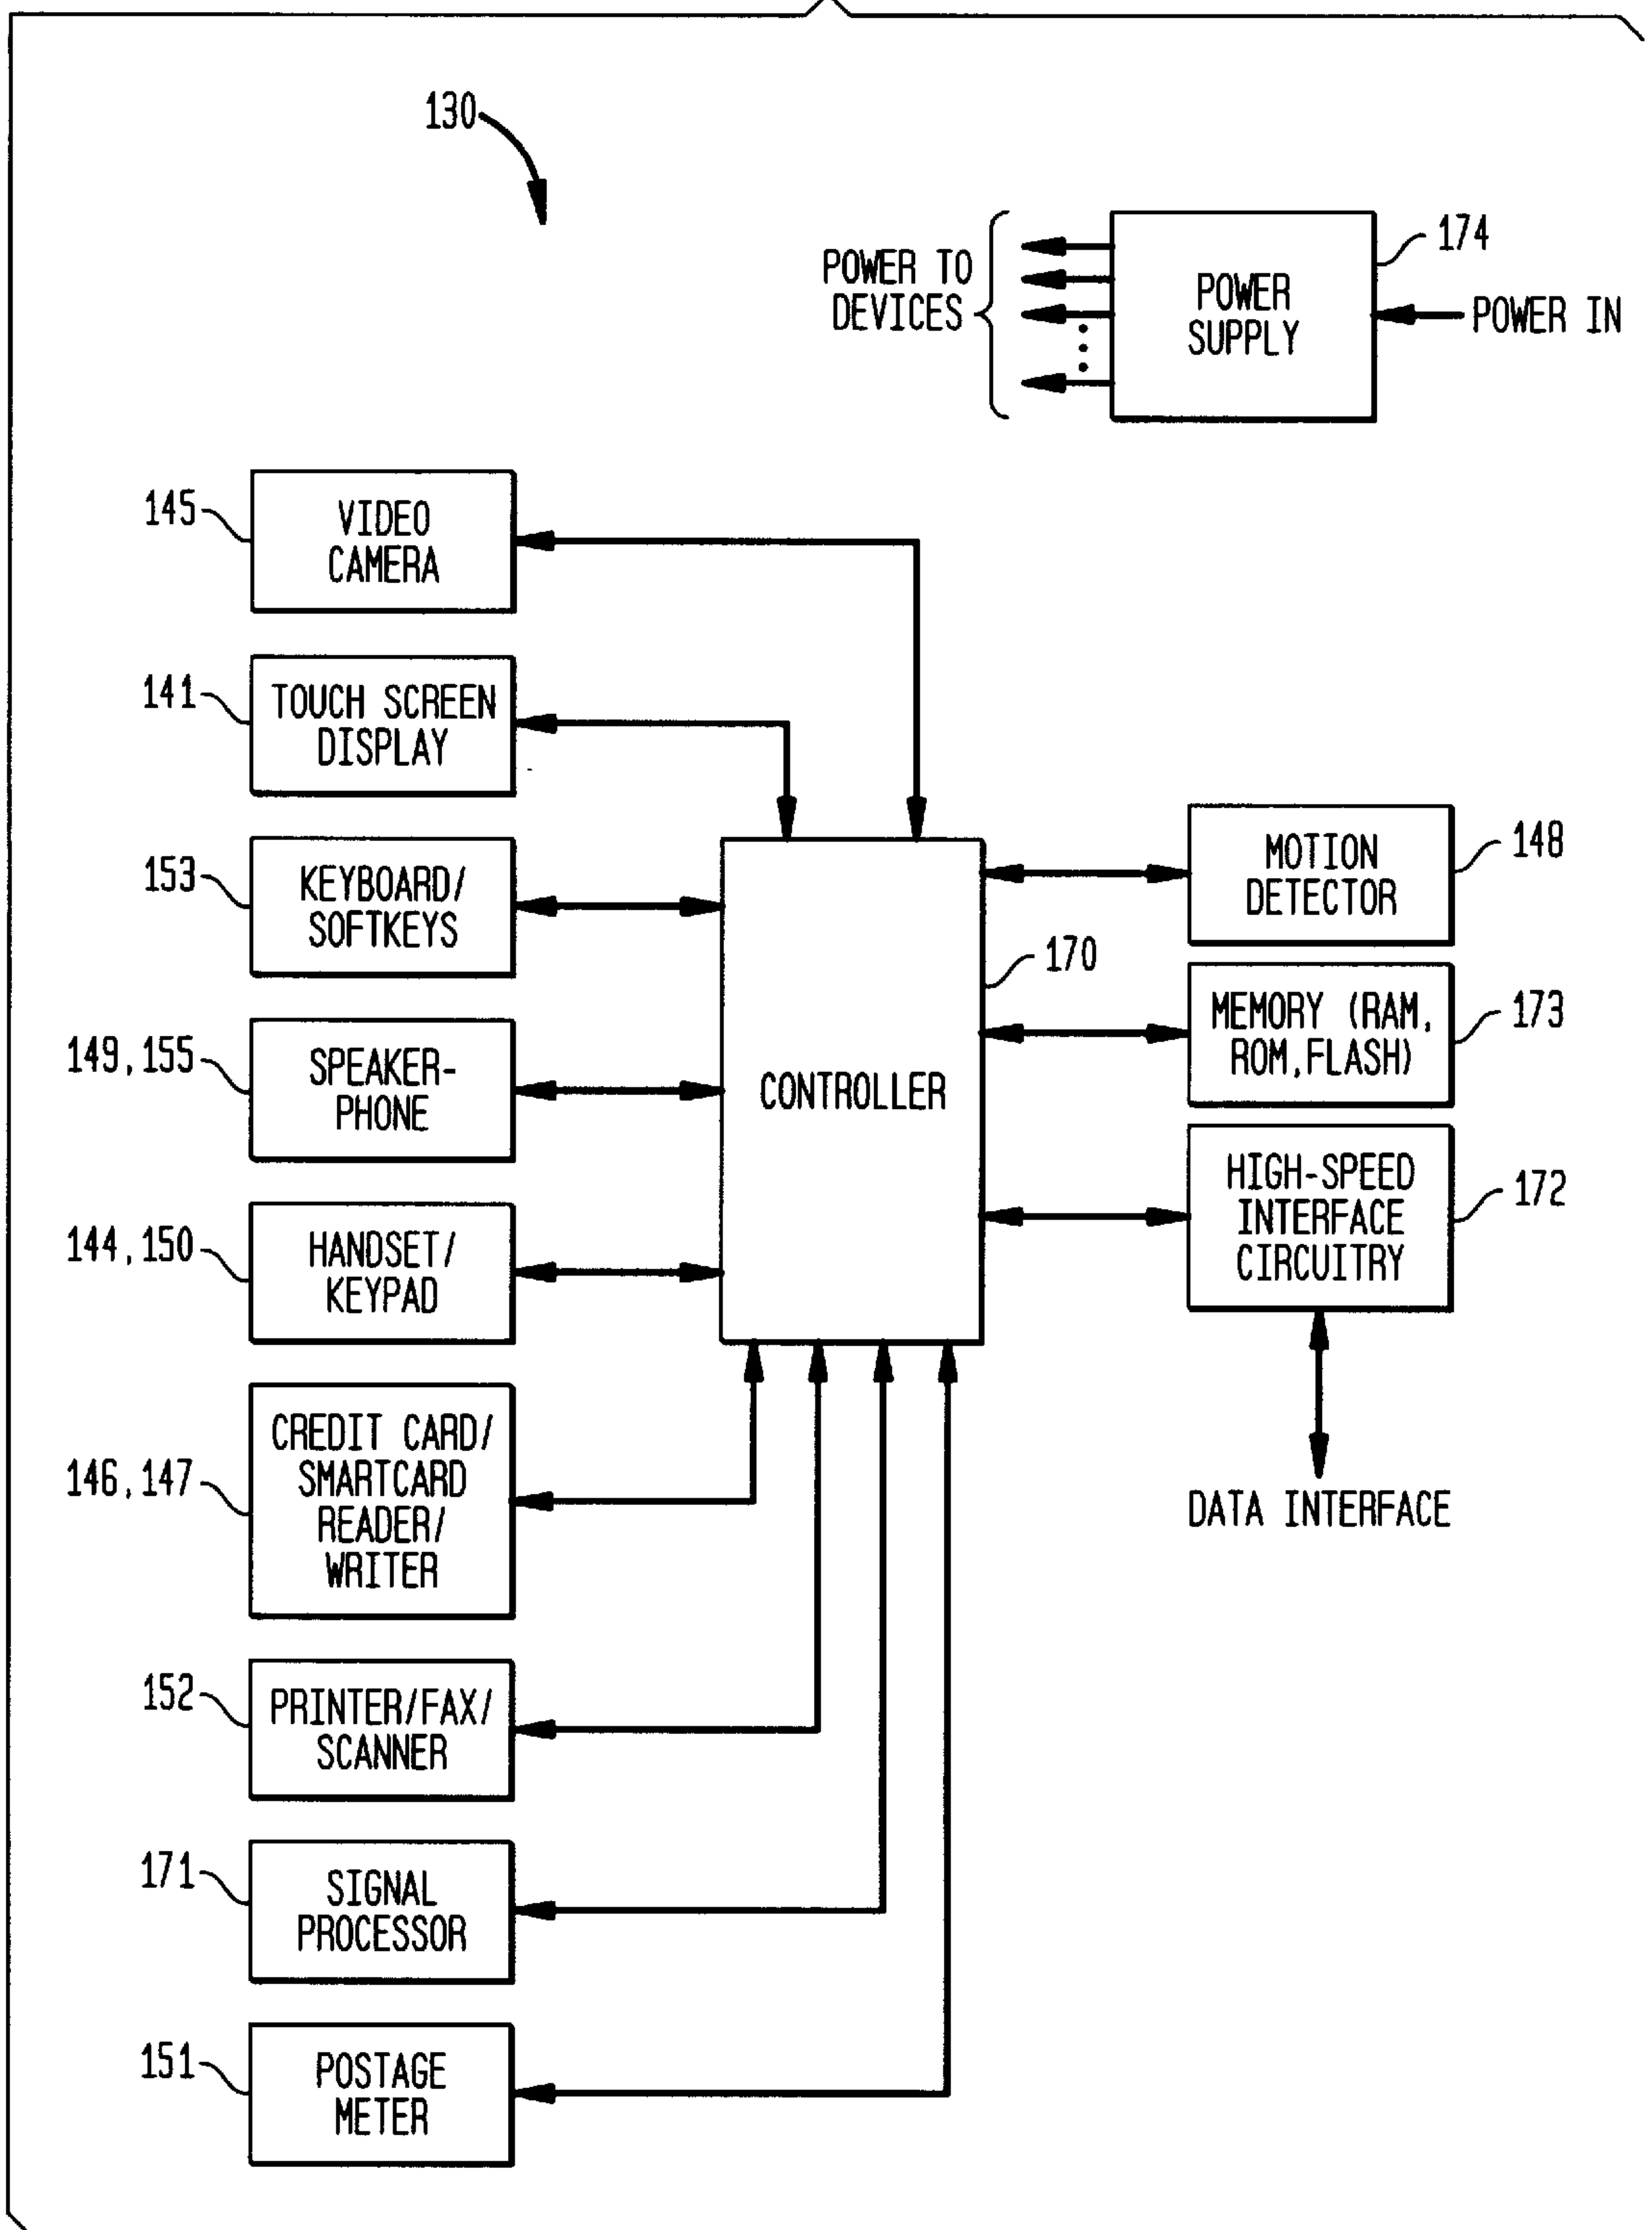 130
POWER TO
DEVICES
POWER
SUPPLY
174
POWER IN
145
VIDEO
CAMERA
141
TOUCH SCREEN
DISPLAY
153
KEYBOARD/
SOFTKEYS
149,155
SPEAKER-
PHONE
144,150
HANDSET/
KEYPAD
146,147
CREDIT CARD/
SMARTCARD
READER/
WRITER
152
PRINTER/FAX/
SCANNER
171
SIGNAL
PROCESSOR
151
POSTAGE
METER
CONTROLLER
170
MOTION
DETECTOR
148
MEMORY (RAM,
ROM,FLASH)
173
HIGH-SPEED
INTERFACE
CIRCUITRY
172
DATA INTERFACE